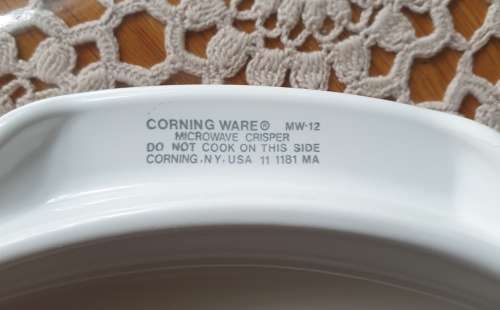 CORNING WARE® MW-12
MICROWAVE CRISPER
DO NOT COOK ON THIS SIDE
CORNING, NY. USA 11 1181 MA